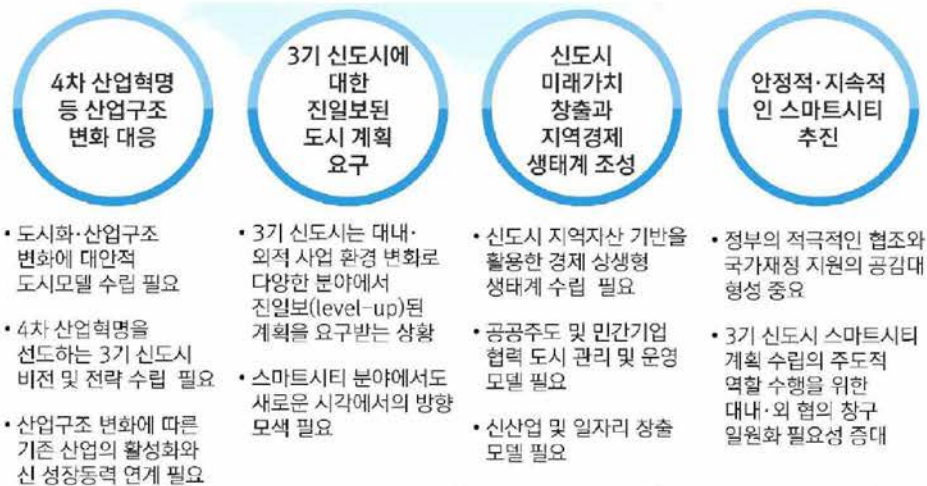 4차 산업혁명
등 산업구조
변화 대응
• 도시화·산업구조
변화에 대안적
도시모델 수립 필요
• 4차 산업혁명을
선도하는 3기 신도시
비전 및 전략 수립 필요
• 산업구조 변화에 따른
기존 산업의 활성화와
신 성장동력 연계 필요
3기 신도시에
대한
진일보된
도시 계획
요구
• 3기 신도시는 대내·
외적 사업 환경 변화로
다양한 분야에서
진일보(level-up)된
계획을 요구받는 상황
• 스마트시티 분야에서도
새로운 시각에서의 방향
모색 필요
신도시
미래가치
창출과
지역경제
생태계 조성
• 신도시 지역자산 기반을
활용한 경제 상생형
생태계 수립 필요
• 공공주도 및 민간기업
협력 도시 관리 및 운영
모델 필요
• 신산업 및 일자리 창출
모델 필요
안정적·지속적
인 스마트시티
추진
• 정부의 적극적인 협조와
국가재정 지원의 공감대
형성 중요
• 3기 신도시 스마트시티
계획 수립의 주도적
역할 수행을 위한
대내·외 협의 창구
일원화 필요성 증대